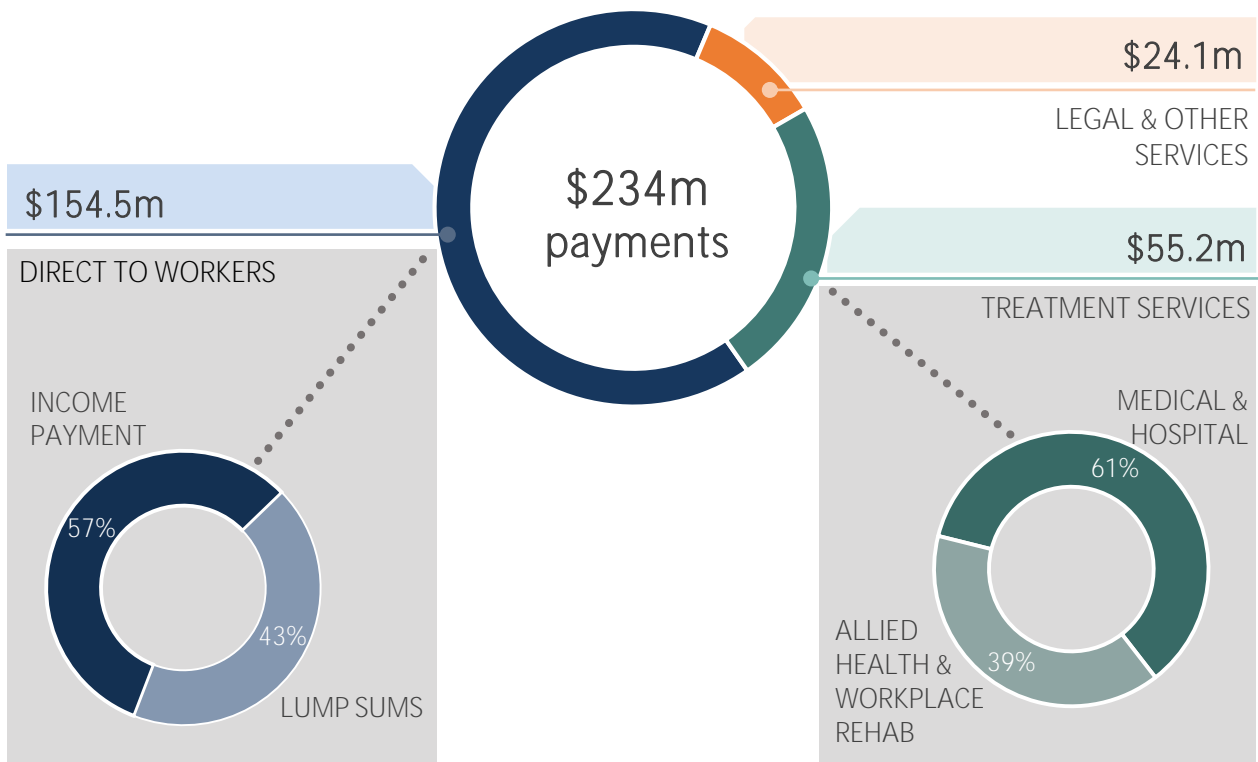 $234m
payments
$24.1m
LEGAL & OTHER
SERVICES
$154.5m
DIRECT TO WORKERS
INCOME
PAYMENT
57%
43%
LUMP SUMS
$55.2m
TREATMENT SERVICES
MEDICAL &
HOSPITAL
61%
ALLIED
HEALTH &
WORKPLACE
REHAB
39%